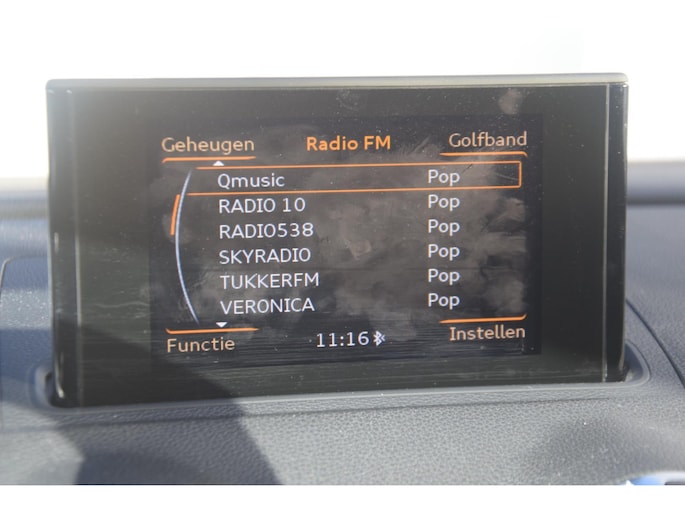 Geheugen Radio FM Golfband
Qmusic Pop
RADIO 10 Pop
RADIO538 Pop
SKYRADIO Pop
TUKKERFM Pop
VERONICA Pop
Functie 11:16 Instellen